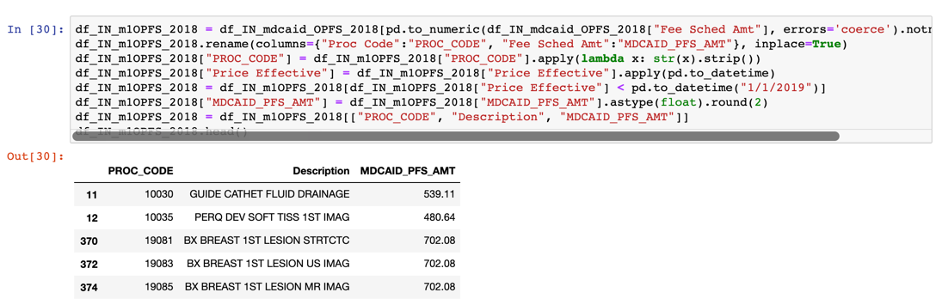 In [30]: df_IN_m1OPFS_2018 = df_IN_mdcaid_OPFS_2018[pd.to_numeric(df_IN_mdcaid_OPFS_2018["Fee Sched Amt"], errors='coerce').notn
df_IN_m1OPFS_2018.rename(columns={"Proc Code":"PROC_CODE", "Fee Sched Amt":"MDCAID_PFS_AMT"}, inplace=True)
df_IN_m1OPFS_2018["PROC_CODE"] = df_IN_m1OPFS_2018["PROC_CODE"].apply(lambda x: str(x).strip())
df_IN_m1OPFS_2018["Price Effective"] = df_IN_m1OPFS_2018["Price Effective"].apply(pd.to_datetime)
df_IN_m1OPFS_2018 = df_IN_m1OPFS_2018[df_IN_m1OPFS_2018["Price Effective"] < pd.to_datetime("1/1/2019")]
df_IN_m1OPFS_2018["MDCAID_PFS_AMT"] = df_IN_m1OPFS_2018["MDCAID_PFS_AMT"].astype(float).round(2)
df_IN_m1OPFS_2018 = df_IN_m1OPFS_2018[["PROC_CODE", "Description", "MDCAID_PFS_AMT"]]
df_IN_m1OPFS_2018.head()
Out[30]:
PROC_CODE Description MDCAID_PFS_AMT
11 10030 GUIDE CATHET FLUID DRAINAGE 539.11
12 10035 PERQ DEV SOFT TISS 1ST IMAG 480.64
370 19081 BX BREAST 1ST LESION STRTCTC 702.08
372 19083 BX BREAST 1ST LESION US IMAG 702.08
374 19085 BX BREAST 1ST LESION MR IMAG 702.08